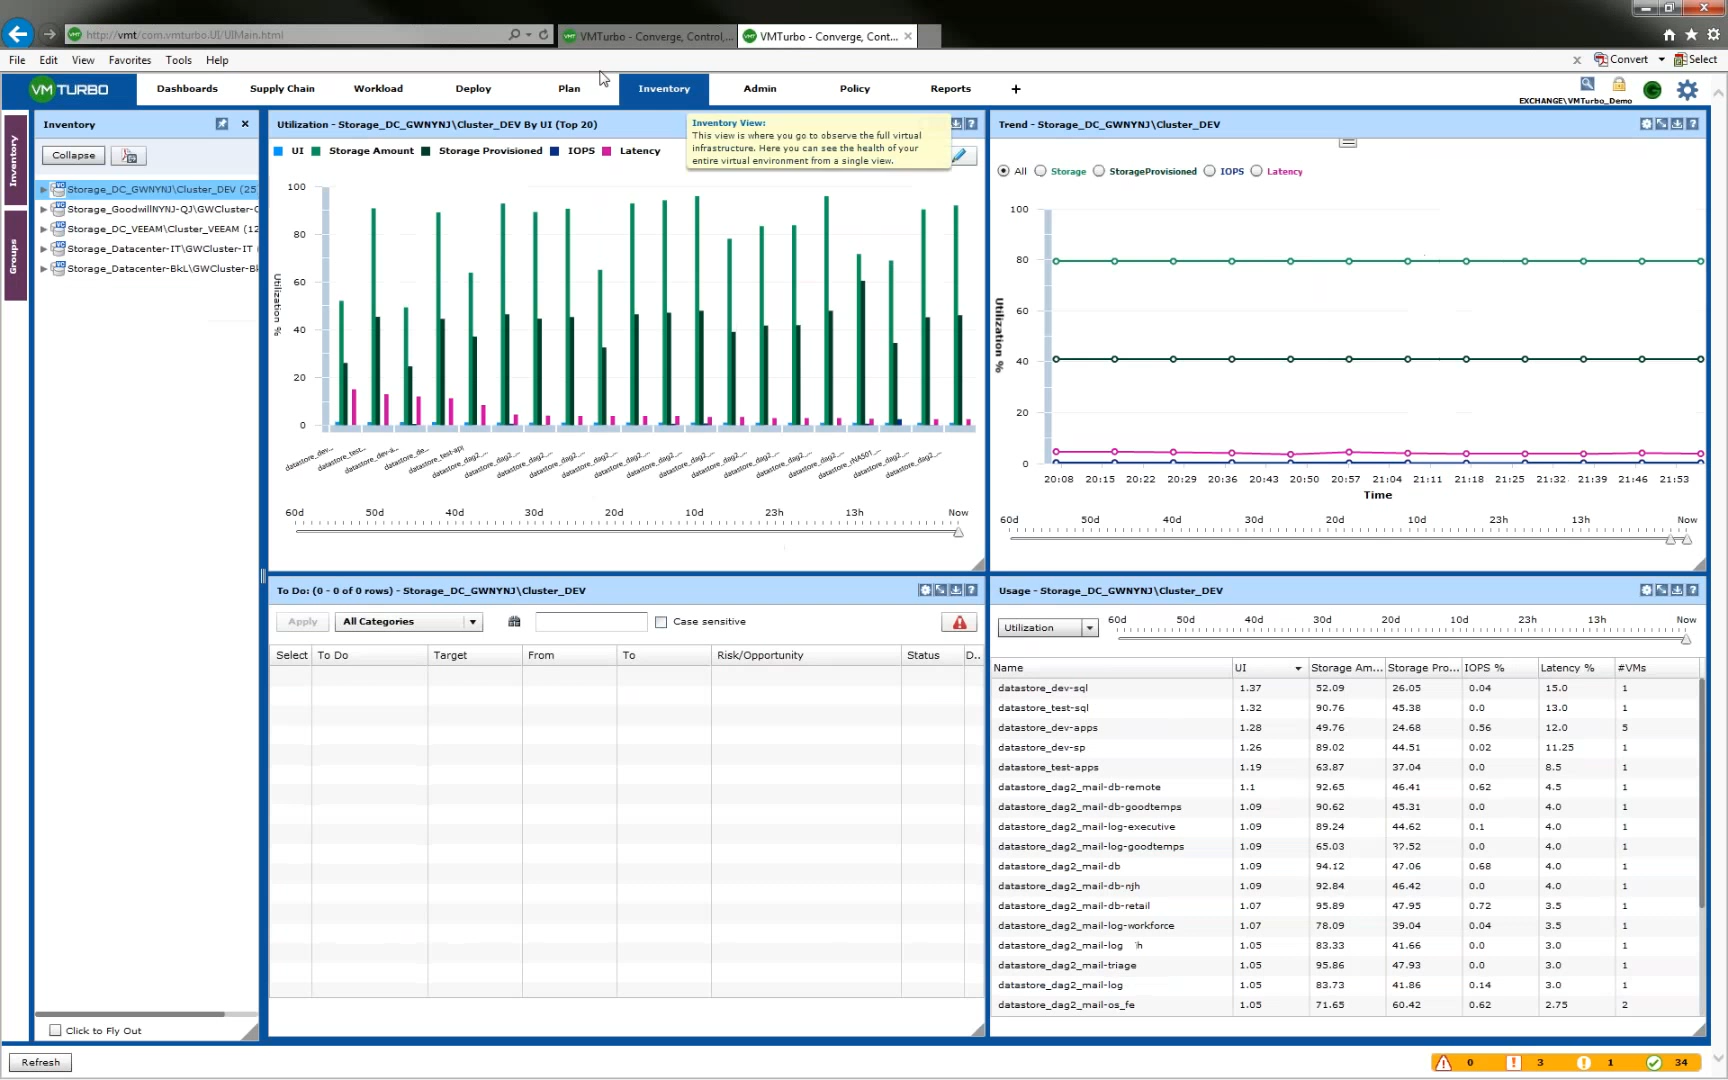 http://vmt/com.vmturbo.UI/UIMain.html
VMTurbo - Converge, Control,...
VMTurbo - Converge, Cont...
File Edit View Favorites Tools Help
Convert Select
VMTURBO
Dashboards Supply Chain Workload Deploy Plan Inventory Admin Policy Reports +
EXCHANGE\VMTurbo_Demo
Inventory
Groups
Inventory
Collapse
Storage_DC_GWNYNJ\Cluster_DEV (25
Storage_GoodwillNYNJ-QJ\GWCluster-
Storage_DC_VEEAM\Cluster_VEEAM (12
Storage_Datacenter-IT\GWCluster-IT (
Storage_Datacenter-BkL\GWCluster-Bk
Click to Fly Out
Refresh
Utilization - Storage_DC_GWNYNJ\Cluster_DEV By UI (Top 20)
Inventory View:
This view is where you go to observe the full virtual
infrastructure. Here you can see the health of your
entire virtual environment from a single view.
UI Storage Amount Storage Provisioned IOPS Latency
Utilization %
100
80
60
40
20
0
datastore_dev... datastore_test... datastore_dev-a... datastore_de... datastore_test-api datastore_dag2_... datastore_dag2_... datastore_dag2_... datastore_dag2_... datastore_dag2_... datastore_dag2_... datastore_dag2_... datastore_dag2_... datastore_dag2_... datastore_dag2_... datastore_dag2_... datastore_rNAS01_... datastore_dag2_...
60d 50d 40d 30d 20d 10d 23h 13h Now
Trend - Storage_DC_GWNYNJ\Cluster_DEV
All Storage StorageProvisioned IOPS Latency
Utilization %
100
80
60
40
20
0
20:08 20:15 20:22 20:29 20:36 20:43 20:50 20:57 21:04 21:11 21:18 21:25 21:32 21:39 21:46 21:53
Time
60d 50d 40d 30d 20d 10d 23h 13h Now
To Do: (0 - 0 of 0 rows) - Storage_DC_GWNYNJ\Cluster_DEV
Apply All Categories Case sensitive
Select To Do Target From To Risk/Opportunity Status D..
Usage - Storage_DC_GWNYNJ\Cluster_DEV
Utilization
60d 50d 40d 30d 20d 10d 23h 13h Now
Name UI Storage Am... Storage Pro... IOPS % Latency % #VMs
datastore_dev-sql 1.37 52.09 26.05 0.04 15.0 1
datastore_test-sql 1.32 90.76 45.38 0.0 13.0 1
datastore_dev-apps 1.28 49.76 24.68 0.56 12.0 5
datastore_dev-sp 1.26 89.02 44.51 0.02 11.25 1
datastore_test-apps 1.19 63.87 37.04 0.0 8.5 1
datastore_dag2_mail-db-remote 1.1 92.65 46.41 0.62 4.5 1
datastore_dag2_mail-db-goodtemps 1.09 90.62 45.31 0.0 4.0 1
datastore_dag2_mail-log-executive 1.09 89.24 44.62 0.1 4.0 1
datastore_dag2_mail-log-goodtemps 1.09 65.03 32.52 0.0 4.0 1
datastore_dag2_mail-db 1.09 94.12 47.06 0.68 4.0 1
datastore_dag2_mail-db-njh 1.09 92.84 46.42 0.0 4.0 1
datastore_dag2_mail-db-retail 1.07 95.89 47.95 0.72 3.5 1
datastore_dag2_mail-log-workforce 1.07 78.09 39.04 0.04 3.5 1
datastore_dag2_mail-log h 1.05 83.33 41.66 0.0 3.0 1
datastore_dag2_mail-triage 1.05 95.86 47.93 0.0 3.0 1
datastore_dag2_mail-log 1.05 83.73 41.86 0.14 3.0 1
datastore_dag2_mail-os_fe 1.05 71.65 60.42 0.62 2.75 2
0 3 1 34